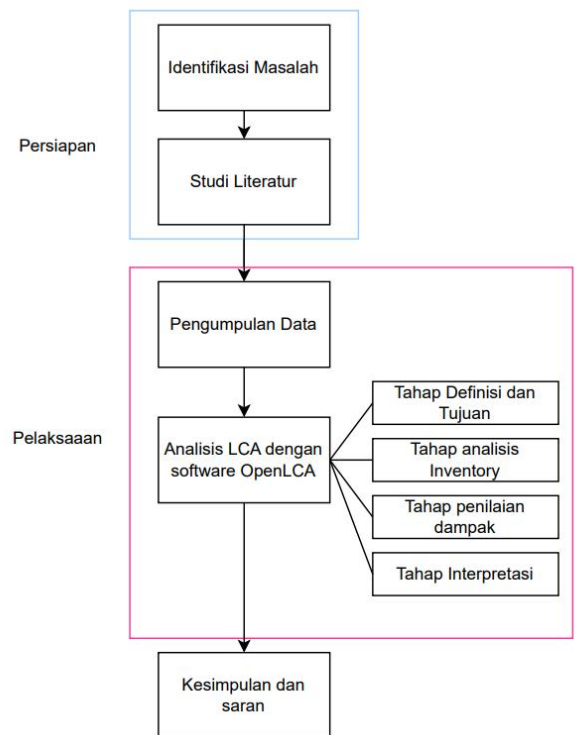 Persiapan
Identifikasi Masalah
Studi Literatur
Pelaksaaan
Pengumpulan Data
Analisis LCA dengan
software OpenLCA
Tahap Definisi dan
Tujuan
Tahap analisis
Inventory
Tahap penilaian
dampak
Tahap Interpretasi
Kesimpulan dan
saran